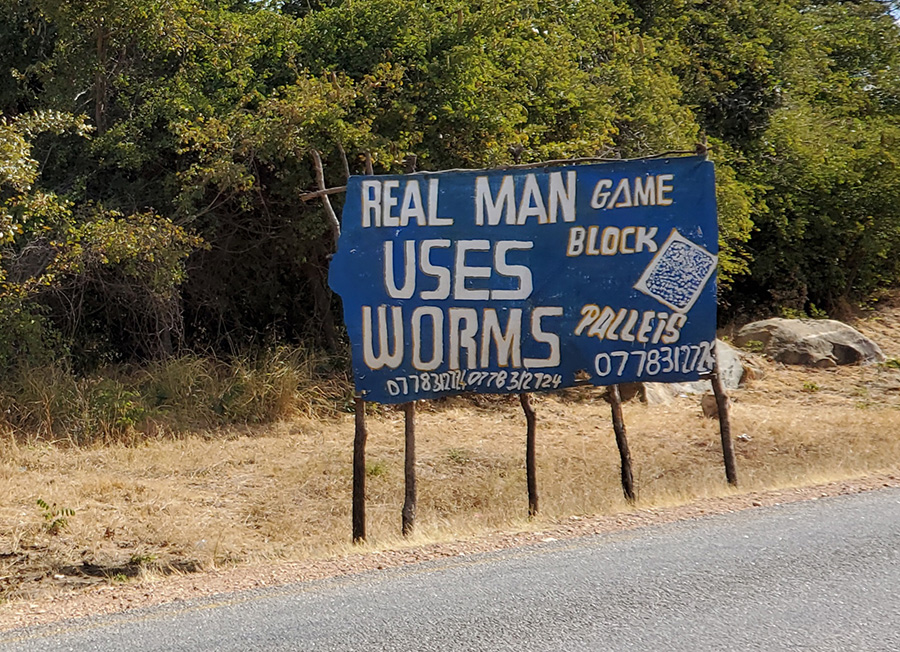 REAL MAN
USES
WORMS
0778312724 0778312724
GAME
BLOCK
PALLETS
0778312724